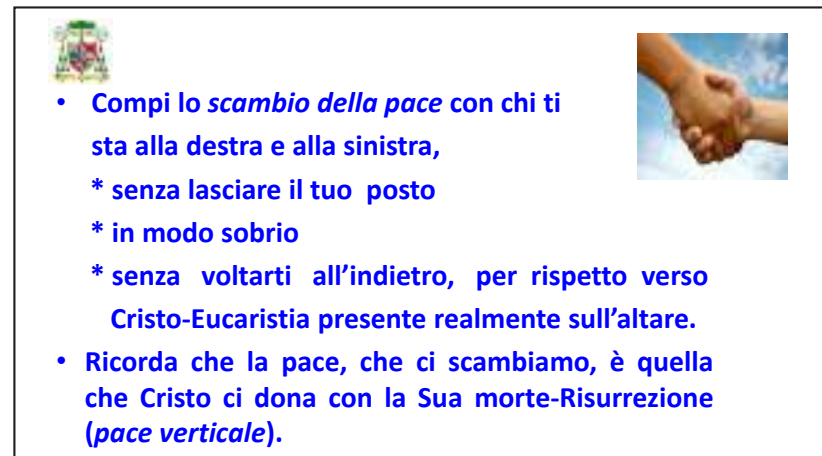 • Compi lo scambio della pace con chi ti
sta alla destra e alla sinistra,
* senza lasciare il tuo posto
* in modo sobrio
* senza voltarti all'indietro, per rispetto verso
Cristo-Eucaristia presente realmente sull'altare.
• Ricorda che la pace, che ci scambiamo, è quella
che Cristo ci dona con la Sua morte-Risurrezione
(pace verticale).